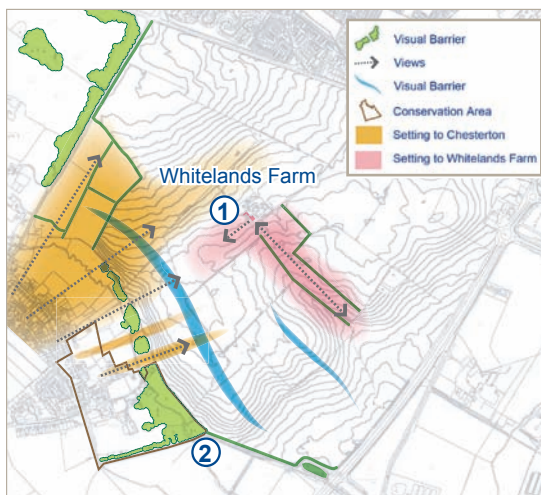 Visual Barrier
Views
Visual Barrier
Conservation Area
Setting to Chesterton
Setting to Whitelands Farm
Whitelands Farm
1
2